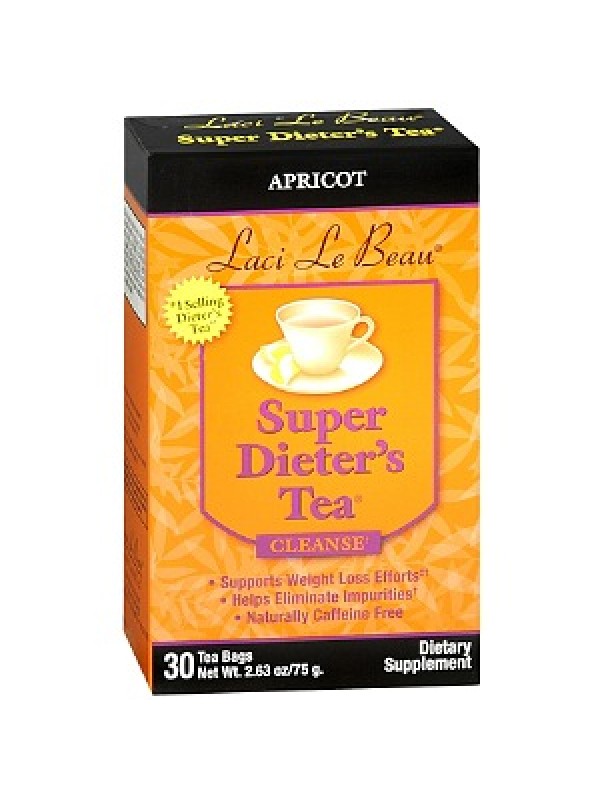 Laci Le Beau
Super Dieter's Tea®
APRICOT
Laci Le Beau®
#1 Selling
Dieter's
Tea
Super
Dieter's
Tea®
CLEANSE†
• Supports Weight Loss Efforts‡†
• Helps Eliminate Impurities†
• Naturally Caffeine Free
30 Tea Bags
Net Wt. 2.63 oz/75 g.
Dietary
Supplement